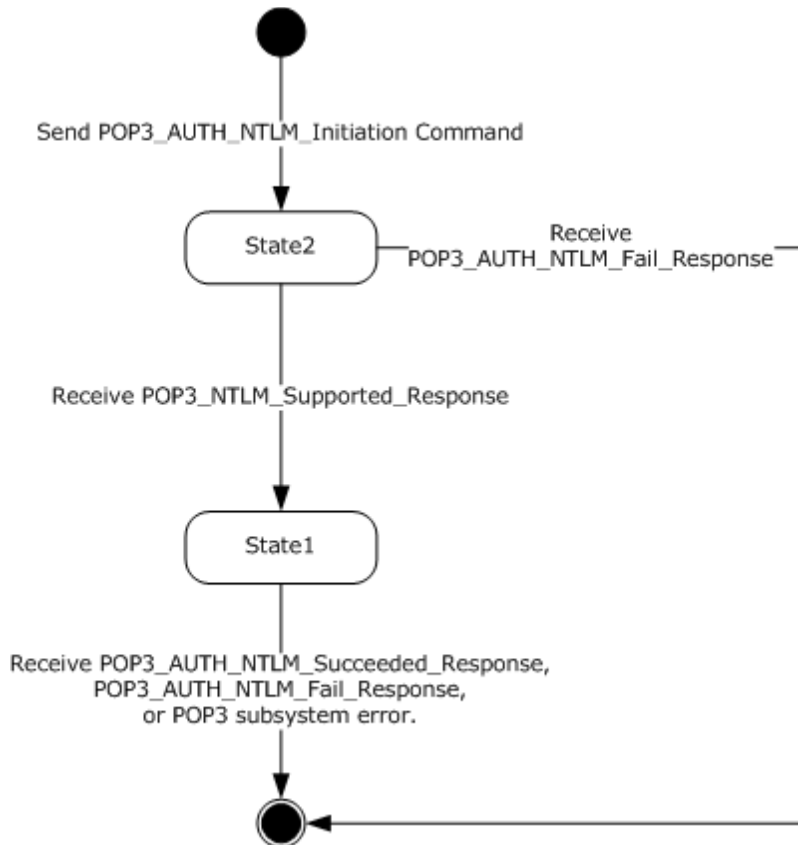 Send POP3_AUTH_NTLM_Initiation Command
State2
Receive
POP3_AUTH_NTLM_Fail_Response
Receive POP3_NTLM_Supported_Response
State1
Receive POP3_AUTH_NTLM_Succeeded_Response,
POP3_AUTH_NTLM_Fail_Response,
or POP3 subsystem error.